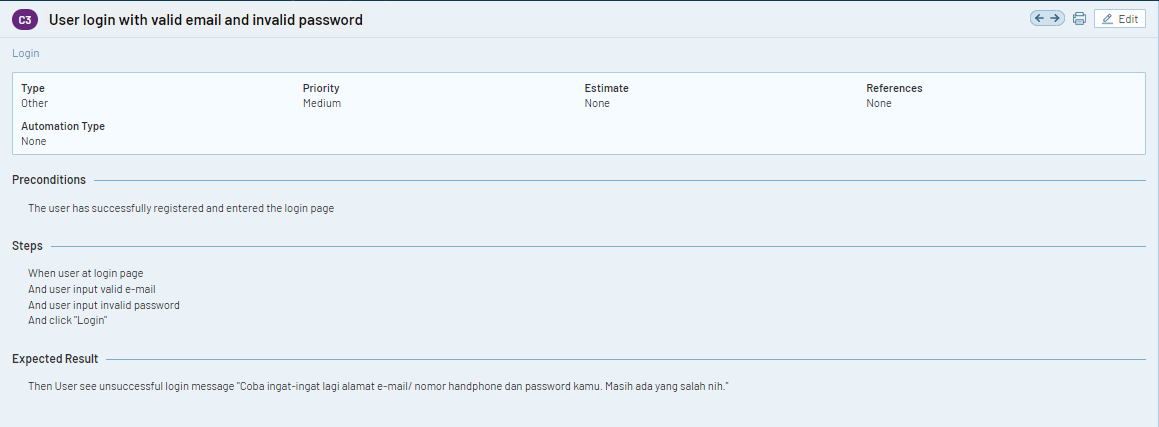 C3 User login with valid email and invalid password Edit
Login
Type Priority Estimate References
Other Medium None None
Automation Type
None
Preconditions
The user has successfully registered and entered the login page
Steps
When user at login page
And user input valid e-mail
And user input invalid password
And click "Login"
Expected Result
Then User see unsuccessful login message "Coba ingat-ingat lagi alamat e-mail/ nomor handphone dan password kamu. Masih ada yang salah nih."